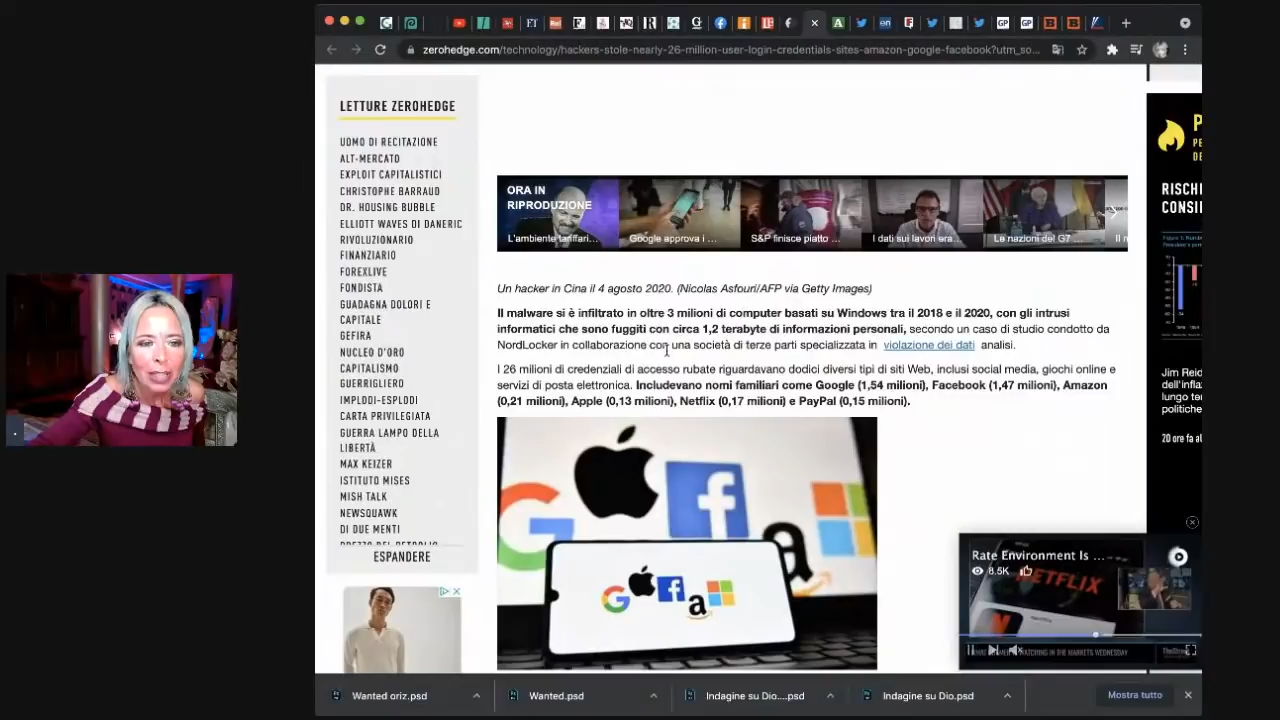 zerohedge.com/technology/hackers-stole-nearly-26-million-user-login-credentials-sites-amazon-google-facebook?utm_so...
LETTURE ZEROHEDGE
UOMO DI RECITAZIONE
ALT-MERCATO
EXPLOIT CAPITALISTICI
CHRISTOPHE BARRAUD
DR. HOUSING BUBBLE
ELLIOTT WAVES DI DANERIC
RIVOLUZIONARIO
FINANZIARIO
FOREXLIVE
FONDISTA
GUADAGNA DOLORI E
CAPITALE
GEFIRA
NUCLEO D'ORO
CAPITALISMO
GUERRIGLIERO
IMPLODI-ESPLODI
CARTA PRIVILEGIATA
GUERRA LAMPO DELLA
LIBERTÀ
MAX KEIZER
ISTITUTO MISES
MISH TALK
NEWSQUAWK
DI DUE MENTI
ESPANDERE
ORA IN
RIPRODUZIONE
L'ambiente tariffari...
Google approva i ...
S&P finisce piatto ...
I dati sui lavori era...
Le nazioni del G7 ...
Un hacker in Cina il 4 agosto 2020. (Nicolas Asfouri/AFP via Getty Images)
Il malware si è infiltrato in oltre 3 milioni di computer basati su Windows tra il 2018 e il 2020, con gli intrusi
informatici che sono fuggiti con circa 1,2 terabyte di informazioni personali, secondo un caso di studio condotto da
NordLocker in collaborazione con una società di terze parti specializzata in violazione dei dati analisi.
I 26 milioni di credenziali di accesso rubate riguardavano dodici diversi tipi di siti Web, inclusi social media, giochi online e
servizi di posta elettronica. Includevano nomi familiari come Google (1,54 milioni), Facebook (1,47 milioni), Amazon
(0,21 milioni), Apple (0,13 milioni), Netflix (0,17 milioni) e PayPal (0,15 milioni).
RISCHI
CONSI
Jim Reid
dell'infla
lungo ter
politiche
20 ore fa al
Rate Environment Is ...
8.5K
NETFLIX
WATCHING IN THE MARKETS WEDNESDAY
Wanted oriz.psd
Wanted.psd
Indagine su Dio....psd
Indagine su Dio.psd
Mostra tutto